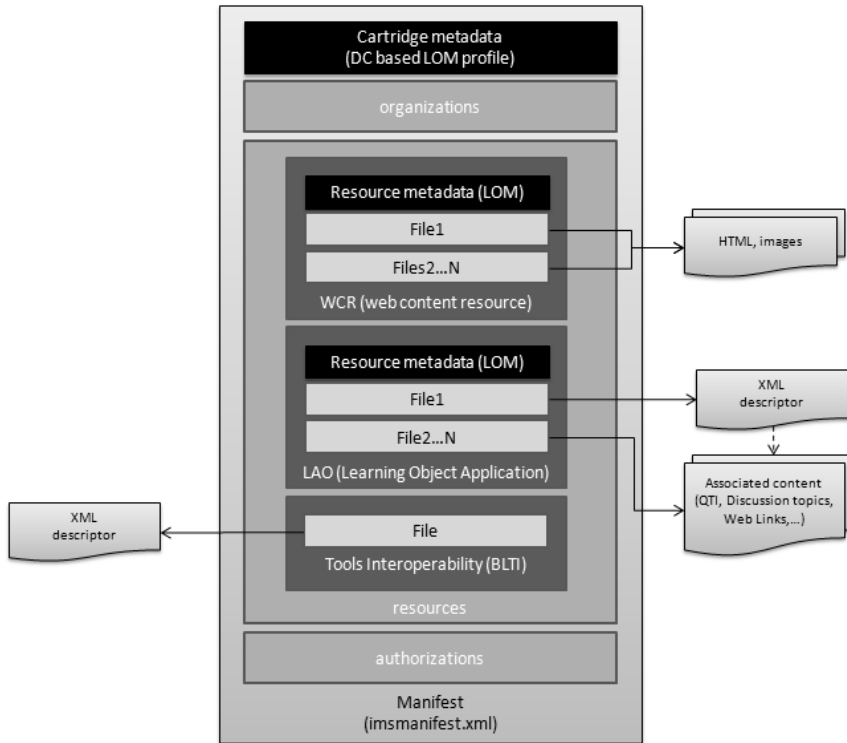 Cartridge metadata
(DC based LOM profile)
organizations
Resource metadata (LOM)
File1
Files2...N
WCR (web content resource)
HTML, images
Resource metadata (LOM)
File1
File2...N
LAO (Learning Object Application)
XML
descriptor
Associated content
(QTI, Discussion topics,
Web Links,...)
File
Tools Interoperability (BLTI)
XML
descriptor
resources
authorizations
Manifest
(imsmanifest.xml)